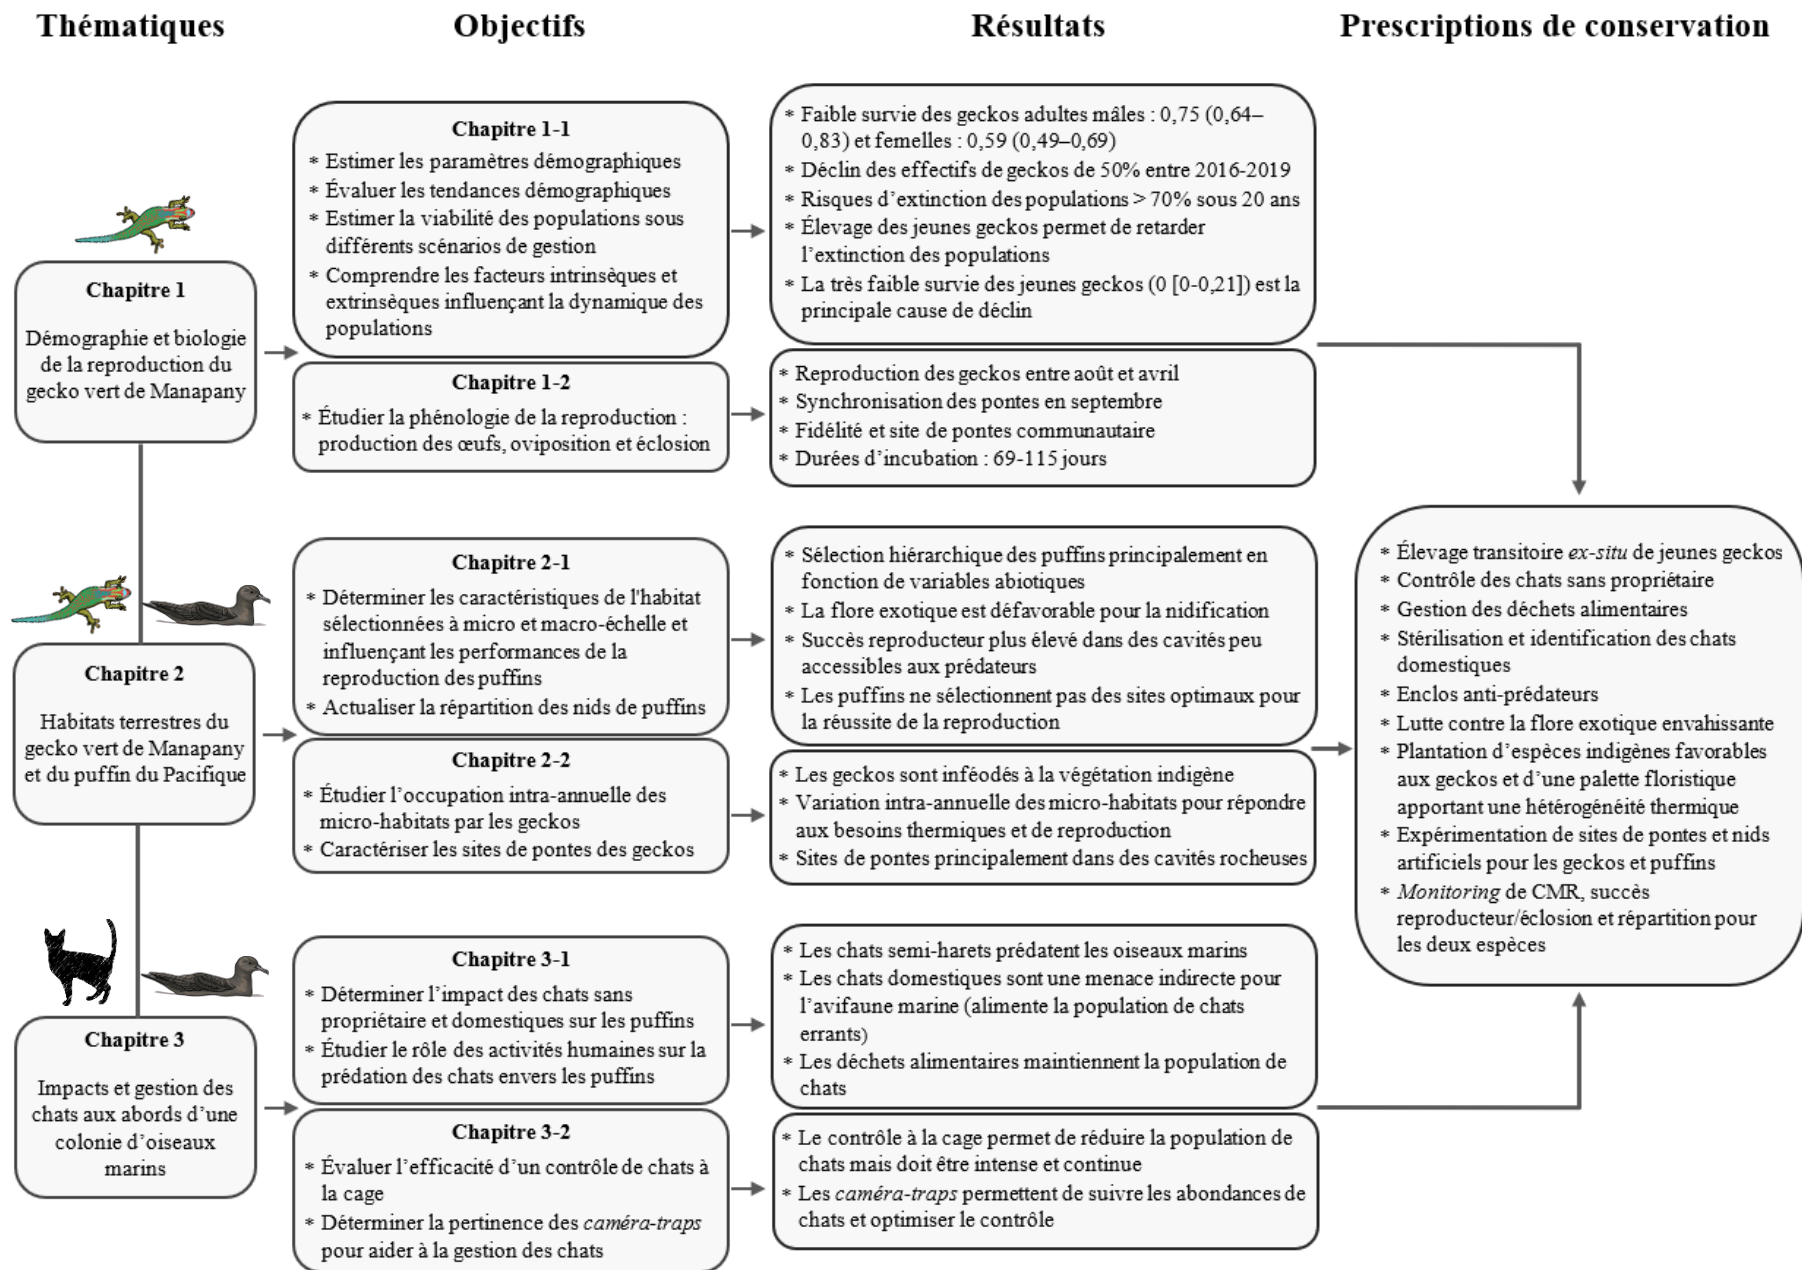 Thématiques
Objectifs
Résultats
Prescriptions de conservation
Chapitre 1
Démographie et biologie
de la reproduction du
gecko vert de Manapany
Chapitre 1-1
* Estimer les paramètres démographiques
* Évaluer les tendances démographiques
* Estimer la viabilité des populations sous
différents scénarios de gestion
* Comprendre les facteurs intrinsèques et
extrinsèques influençant la dynamique des
populations
* Faible survie des geckos adultes mâles : 0,75 (0,64–
0,83) et femelles : 0,59 (0,49–0,69)
* Déclin des effectifs de geckos de 50% entre 2016-2019
* Risques d’extinction des populations > 70% sous 20 ans
* Élevage des jeunes geckos permet de retarder
l’extinction des populations
* La très faible survie des jeunes geckos (0 [0-0,21]) est la
principale cause de déclin
Chapitre 1-2
* Étudier la phénologie de la reproduction :
production des œufs, oviposition et éclosion
* Reproduction des geckos entre août et avril
* Synchronisation des pontes en septembre
* Fidélité et site de pontes communautaire
* Durées d’incubation : 69-115 jours
Chapitre 2
Habitats terrestres du
gecko vert de Manapany
et du puffin du Pacifique
Chapitre 2-1
* Déterminer les caractéristiques de l'habitat
sélectionnées à micro et macro-échelle et
influençant les performances de la
reproduction des puffins
* Actualiser la répartition des nids de puffins
* Sélection hiérarchique des puffins principalement en
fonction de variables abiotiques
* La flore exotique est défavorable pour la nidification
* Succès reproducteur plus élevé dans des cavités peu
accessibles aux prédateurs
* Les puffins ne sélectionnent pas des sites optimaux pour
la réussite de la reproduction
Chapitre 2-2
* Étudier l’occupation intra-annuelle des
micro-habitats par les geckos
* Caractériser les sites de pontes des geckos
* Les geckos sont inféodés à la végétation indigène
* Variation intra-annuelle des micro-habitats pour répondre
aux besoins thermiques et de reproduction
* Sites de pontes principalement dans des cavités rocheuses
Chapitre 3
Impacts et gestion des
chats aux abords d’une
colonie d’oiseaux
marins
Chapitre 3-1
* Déterminer l’impact des chats sans
propriétaire et domestiques sur les puffins
* Étudier le rôle des activités humaines sur la
prédation des chats envers les puffins
* Les chats semi-harets prédatent les oiseaux marins
* Les chats domestiques sont une menace indirecte pour
l’avifaune marine (alimente la population de chats
errants)
* Les déchets alimentaires maintiennent la population de
chats
Chapitre 3-2
* Évaluer l’efficacité d’un contrôle de chats à
la cage
* Déterminer la pertinence des caméra-traps
pour aider à la gestion des chats
* Le contrôle à la cage permet de réduire la population de
chats mais doit être intense et continue
* Les caméra-traps permettent de suivre les abondances de
chats et optimiser le contrôle
* Élevage transitoire ex-situ de jeunes geckos
* Contrôle des chats sans propriétaire
* Gestion des déchets alimentaires
* Stérilisation et identification des chats
domestiques
* Enclos anti-prédateurs
* Lutte contre la flore exotique envahissante
* Plantation d’espèces indigènes favorables
aux geckos et d’une palette floristique
apportant une hétérogénéité thermique
* Expérimentation de sites de pontes et nids
artificiels pour les geckos et puffins
* Monitoring de CMR, succès
reproducteur/éclosion et répartition pour
les deux espèces